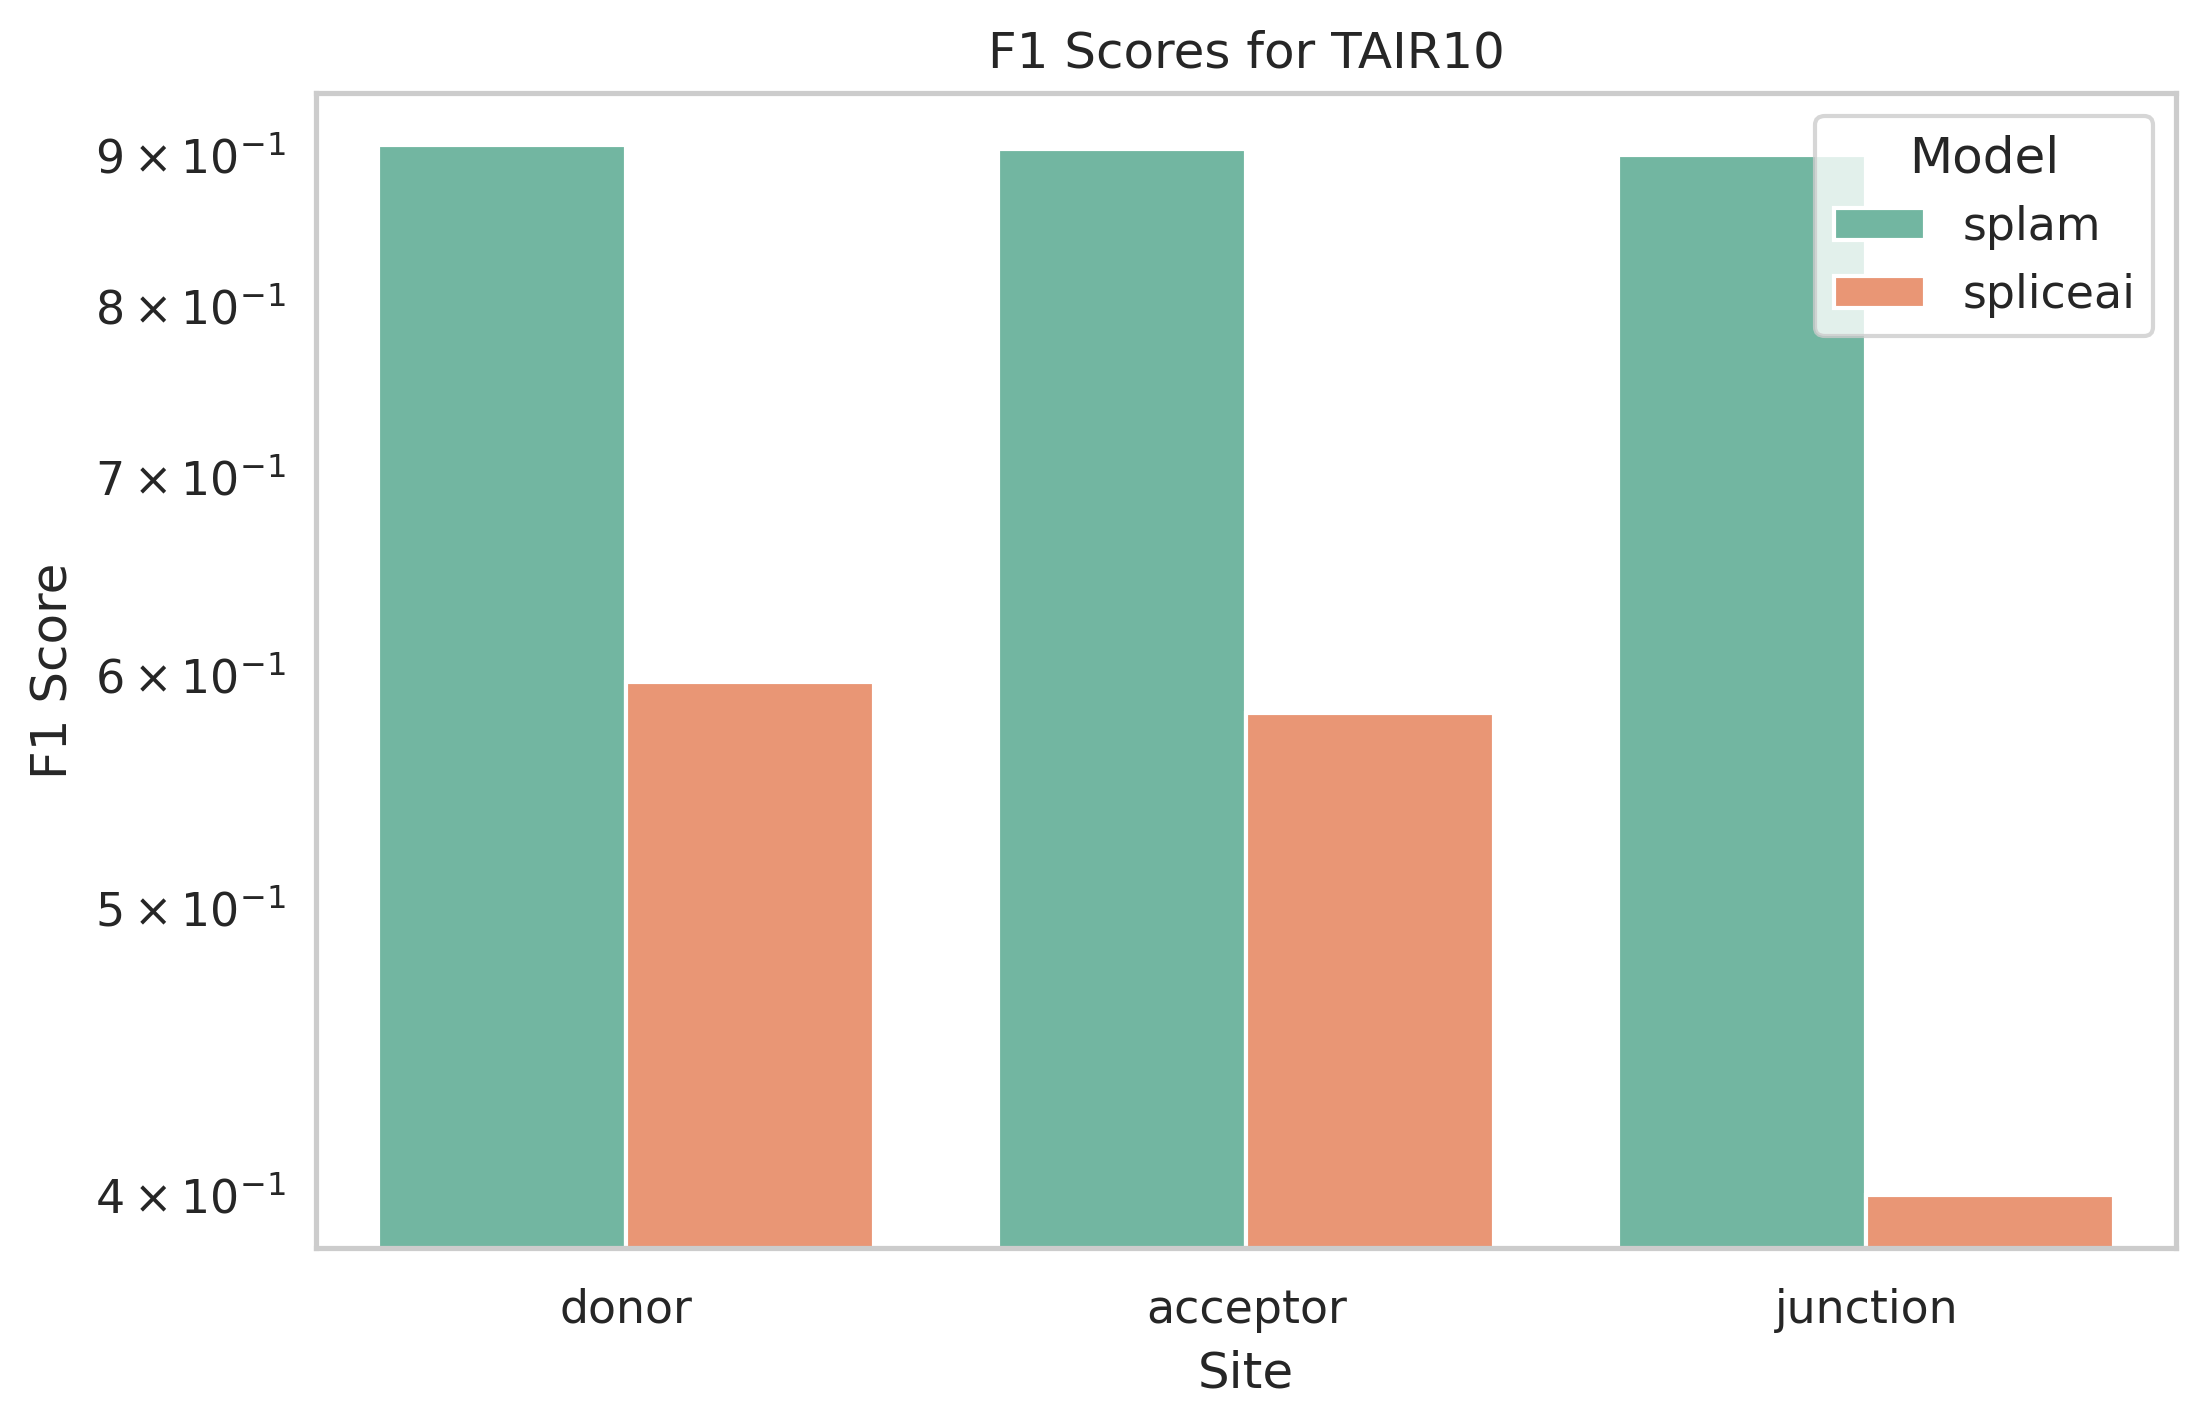 F1 Scores for TAIR10
F1 Score
9 × 10⁻¹
8 × 10⁻¹
7 × 10⁻¹
6 × 10⁻¹
5 × 10⁻¹
4 × 10⁻¹
Model
splam
spliceai
donor
acceptor
junction
Site